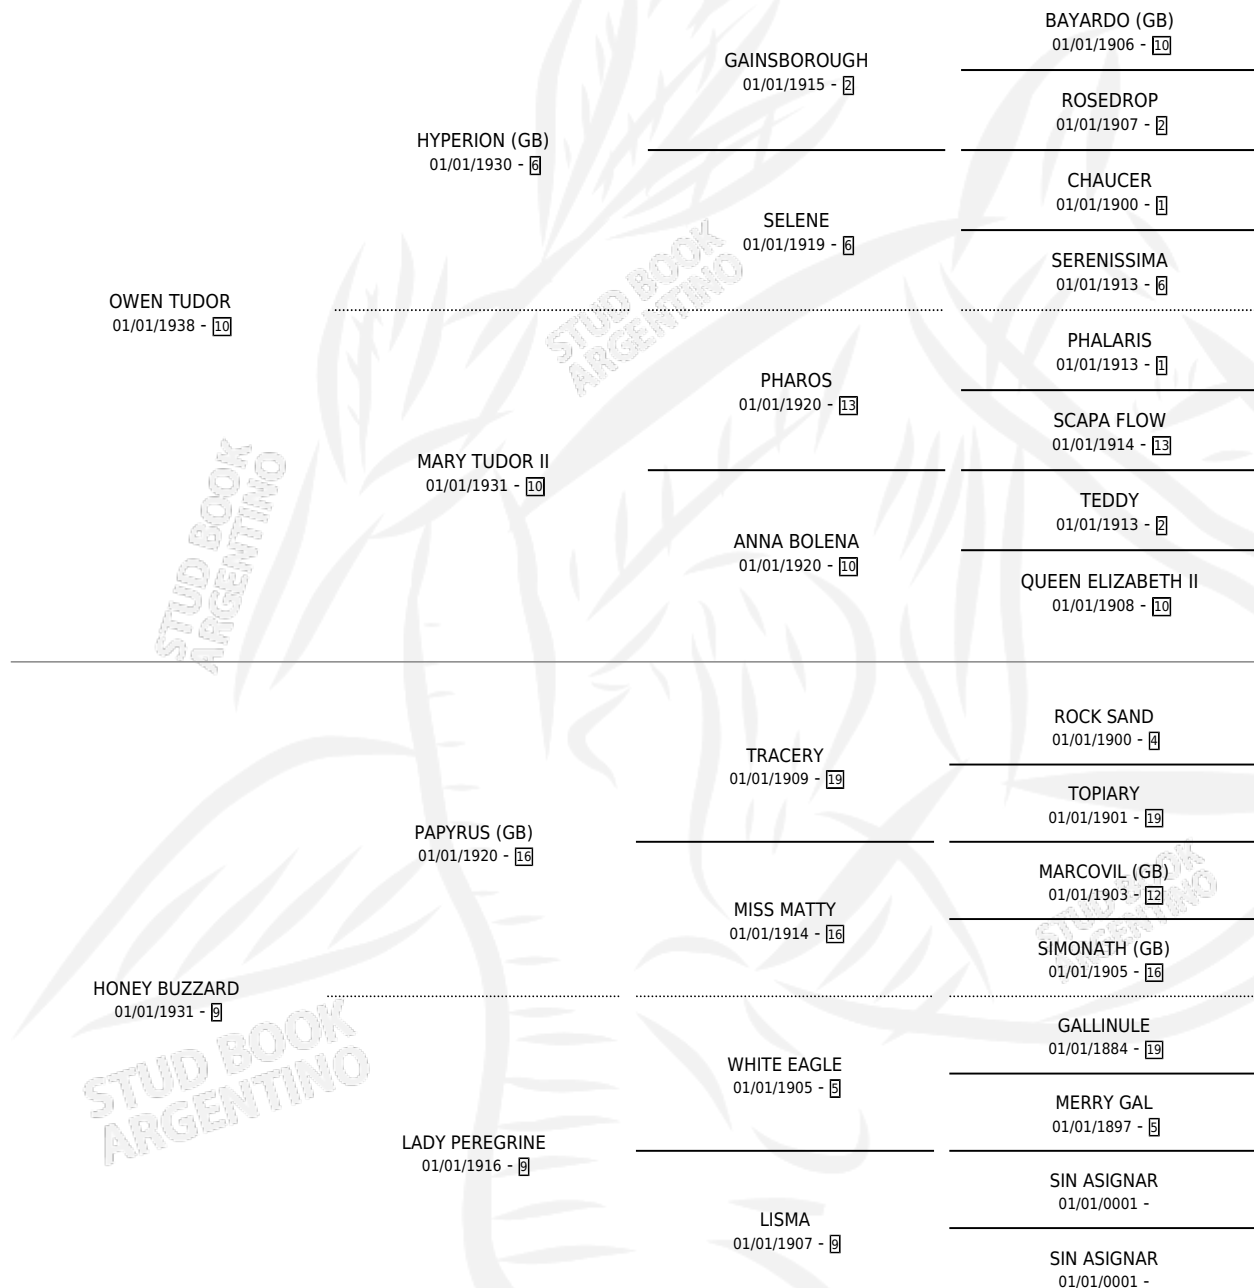 BAYARDO (GB)
01/01/1906 - 10
GAINSBOROUGH
01/01/1915 - 2
ROSEDROP
01/01/1907 - 2
HYPERION (GB)
01/01/1930 - 6
CHAUCER
01/01/1900 - 1
SELENE
01/01/1919 - 6
SERENISSIMA
01/01/1913 - 6
OWEN TUDOR
01/01/1938 - 10
STUD BOOK
ARGENTINO
PHALARIS
01/01/1913 - 1
PHAROS
01/01/1920 - 13
SCAPA FLOW
01/01/1914 - 13
MARY TUDOR II
01/01/1931 - 10
TEDDY
01/01/1913 - 2
ANNA BOLENA
01/01/1920 - 10
QUEEN ELIZABETH II
01/01/1908 - 10
STUD BOOK
ARGENTINO
ROCK SAND
01/01/1900 - 4
TRACERY
01/01/1909 - 19
TOPIARY
01/01/1901 - 19
PAPYRUS (GB)
01/01/1920 - 16
MARCOVIL (GB)
01/01/1903 - 12
MISS MATTY
01/01/1914 - 16
SIMONATH (GB)
01/01/1905 - 16
STUD BOOK
ARGENTINO
HONEY BUZZARD
01/01/1931 - 9
GALLINULE
01/01/1884 - 19
WHITE EAGLE
01/01/1905 - 5
MERRY GAL
01/01/1897 - 5
STUD BOOK
ARGENTINO
LADY PEREGRINE
01/01/1916 - 9
SIN ASIGNAR
01/01/0001 -
LISMA
01/01/1907 - 9
SIN ASIGNAR
01/01/0001 -